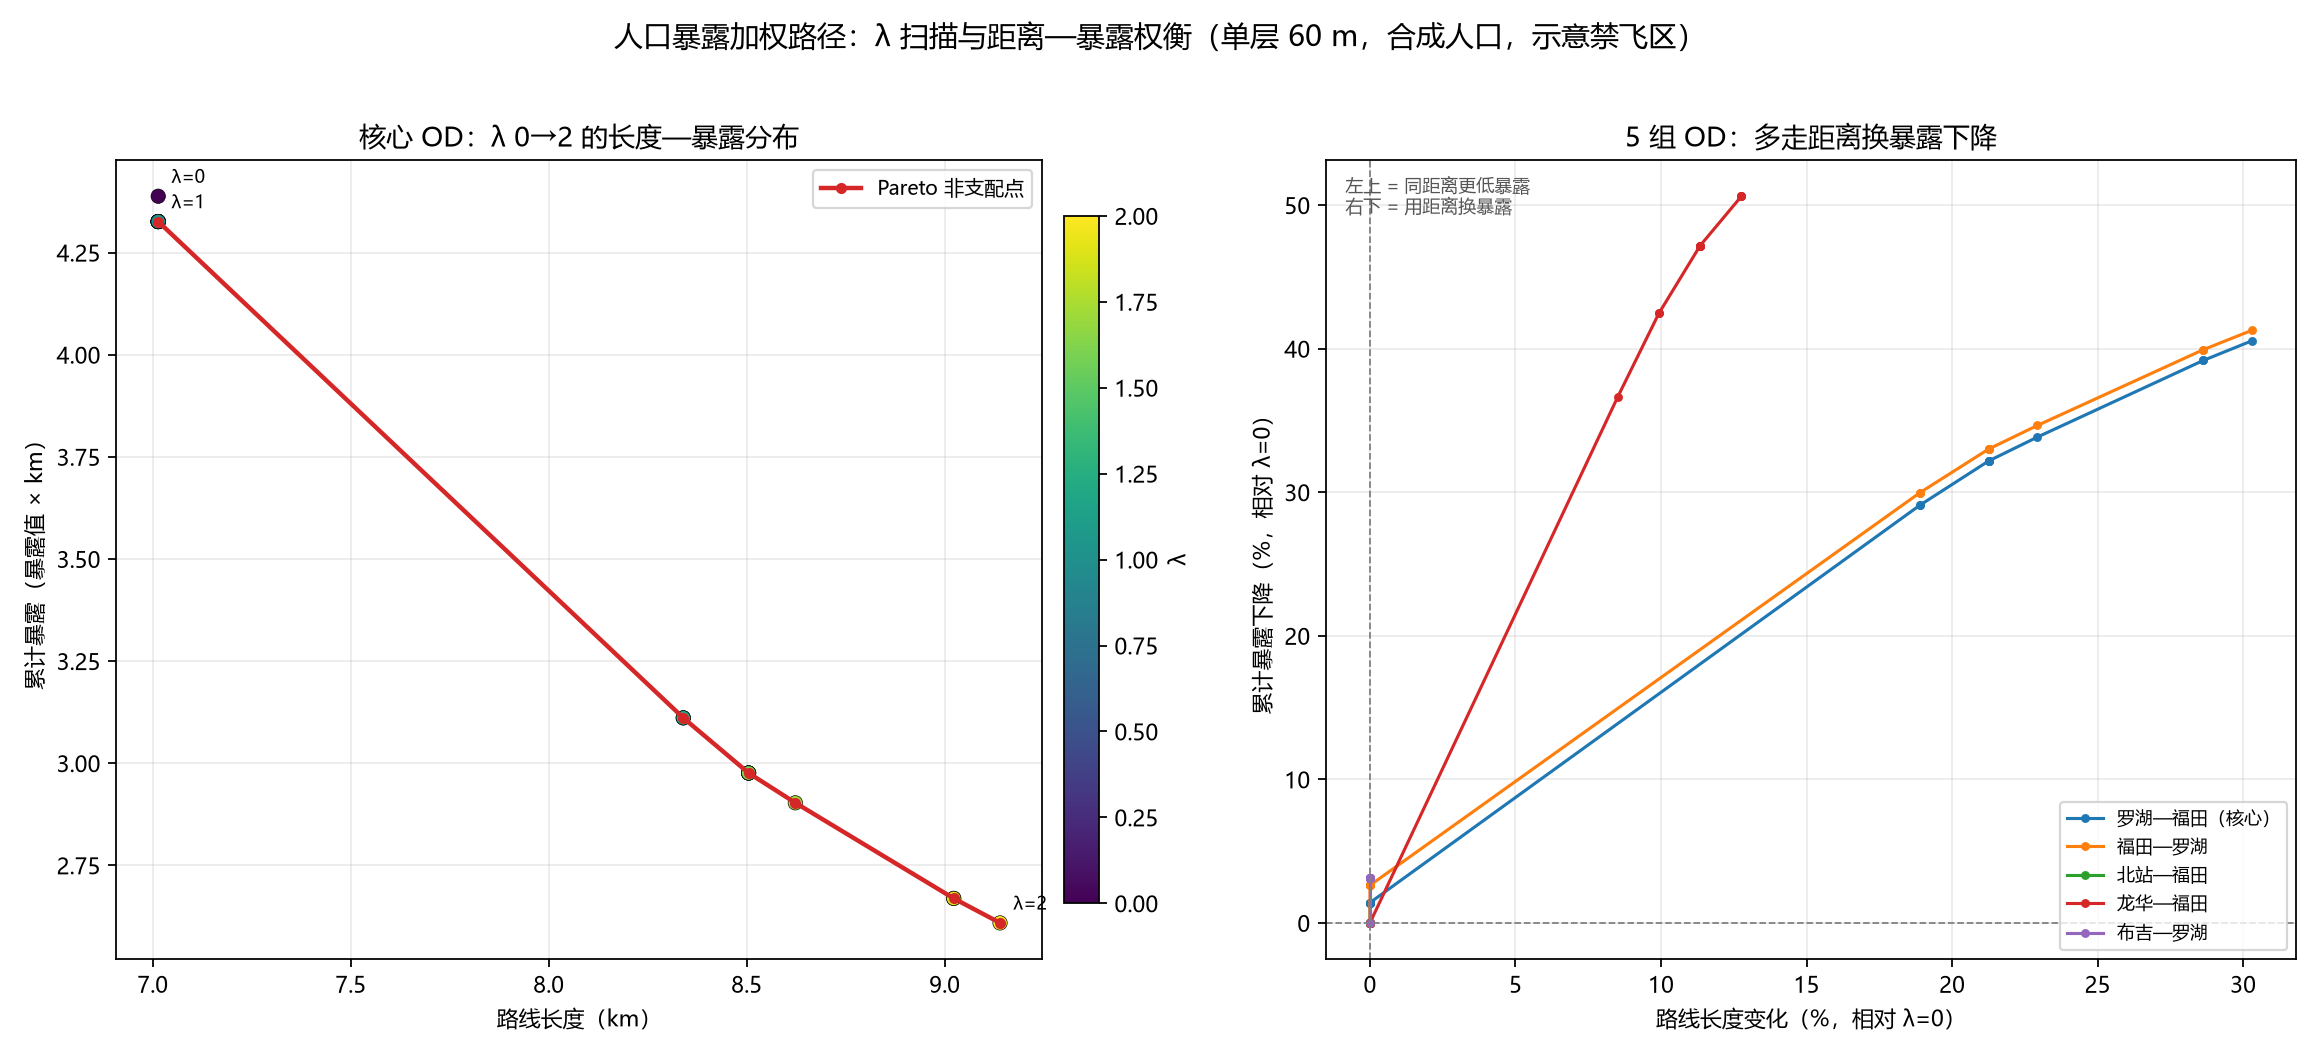 人口暴露加权路径：λ 扫描与距离—暴露权衡（单层 60 m，合成人口，示意禁飞区）
核心 OD：λ 0→2 的长度—暴露分布
λ=0
λ=1
Pareto 非支配点
λ=2
4.25
4.00
3.75
3.50
3.25
3.00
2.75
累计暴露（暴露值 × km）
7.0
7.5
8.0
8.5
9.0
路线长度（km）
2.00
1.75
1.50
1.25
1.00
0.75
0.50
0.25
0.00
λ
5 组 OD：多走距离换暴露下降
左上 = 同距离更低暴露
右下 = 用距离换暴露
50
40
30
20
10
0
累计暴露下降（%，相对 λ=0）
罗湖—福田（核心）
福田—罗湖
北站—福田
龙华—福田
布吉—罗湖
0
5
10
15
20
25
30
路线长度变化（%，相对 λ=0）